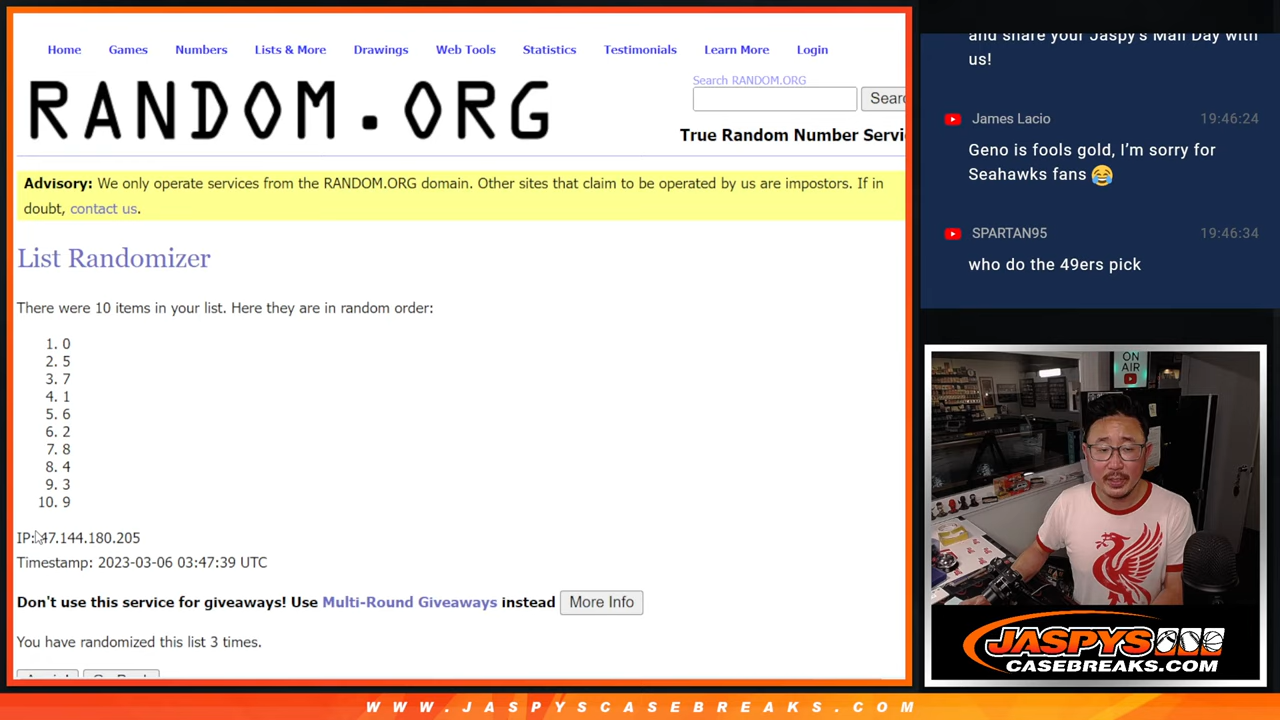 Home Games Numbers Lists & More Drawings Web Tools Statistics Testimonials Learn More Login
RANDOM.ORG
Search RANDOM.ORG
Searc
True Random Number Servi
Advisory: We only operate services from the RANDOM.ORG domain. Other sites that claim to be operated by us are impostors. If in
doubt, contact us.
List Randomizer
There were 10 items in your list. Here they are in random order:
1. 0
2. 5
3. 7
4. 1
5. 6
6. 2
7. 8
8. 4
9. 3
10. 9
IP: 47.144.180.205
Timestamp: 2023-03-06 03:47:39 UTC
Don't use this service for giveaways! Use Multi-Round Giveaways instead More Info
You have randomized this list 3 times.
and share your Jaspy's Mail Day with
us!
James Lacio 19:46:24
Geno is fools gold, I'm sorry for
Seahawks fans 😂
SPARTAN95 19:46:34
who do the 49ers pick
ON
AIR
JASPYS
CASEBREAKS.COM
WWW.JASPYSCASEBREAKS.COM